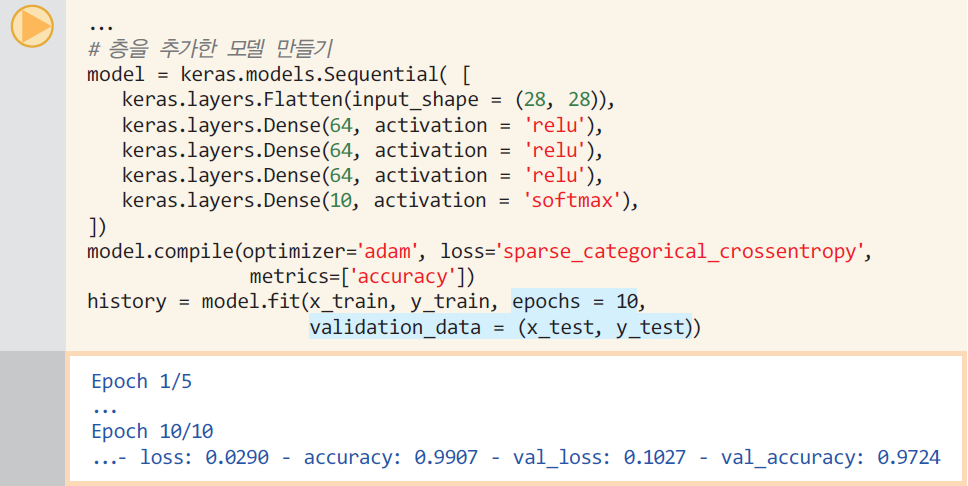 ...
# 층을 추가한 모델 만들기
model = keras.models.Sequential( [
keras.layers.Flatten(input_shape = (28, 28)),
keras.layers.Dense(64, activation = 'relu'),
keras.layers.Dense(64, activation = 'relu'),
keras.layers.Dense(64, activation = 'relu'),
keras.layers.Dense(10, activation = 'softmax'),
])
model.compile(optimizer='adam', loss='sparse_categorical_crossentropy',
metrics=['accuracy'])
history = model.fit(x_train, y_train, epochs = 10,
validation_data = (x_test, y_test))
Epoch 1/5
...
Epoch 10/10
...- loss: 0.0290 - accuracy: 0.9907 - val_loss: 0.1027 - val_accuracy: 0.9724